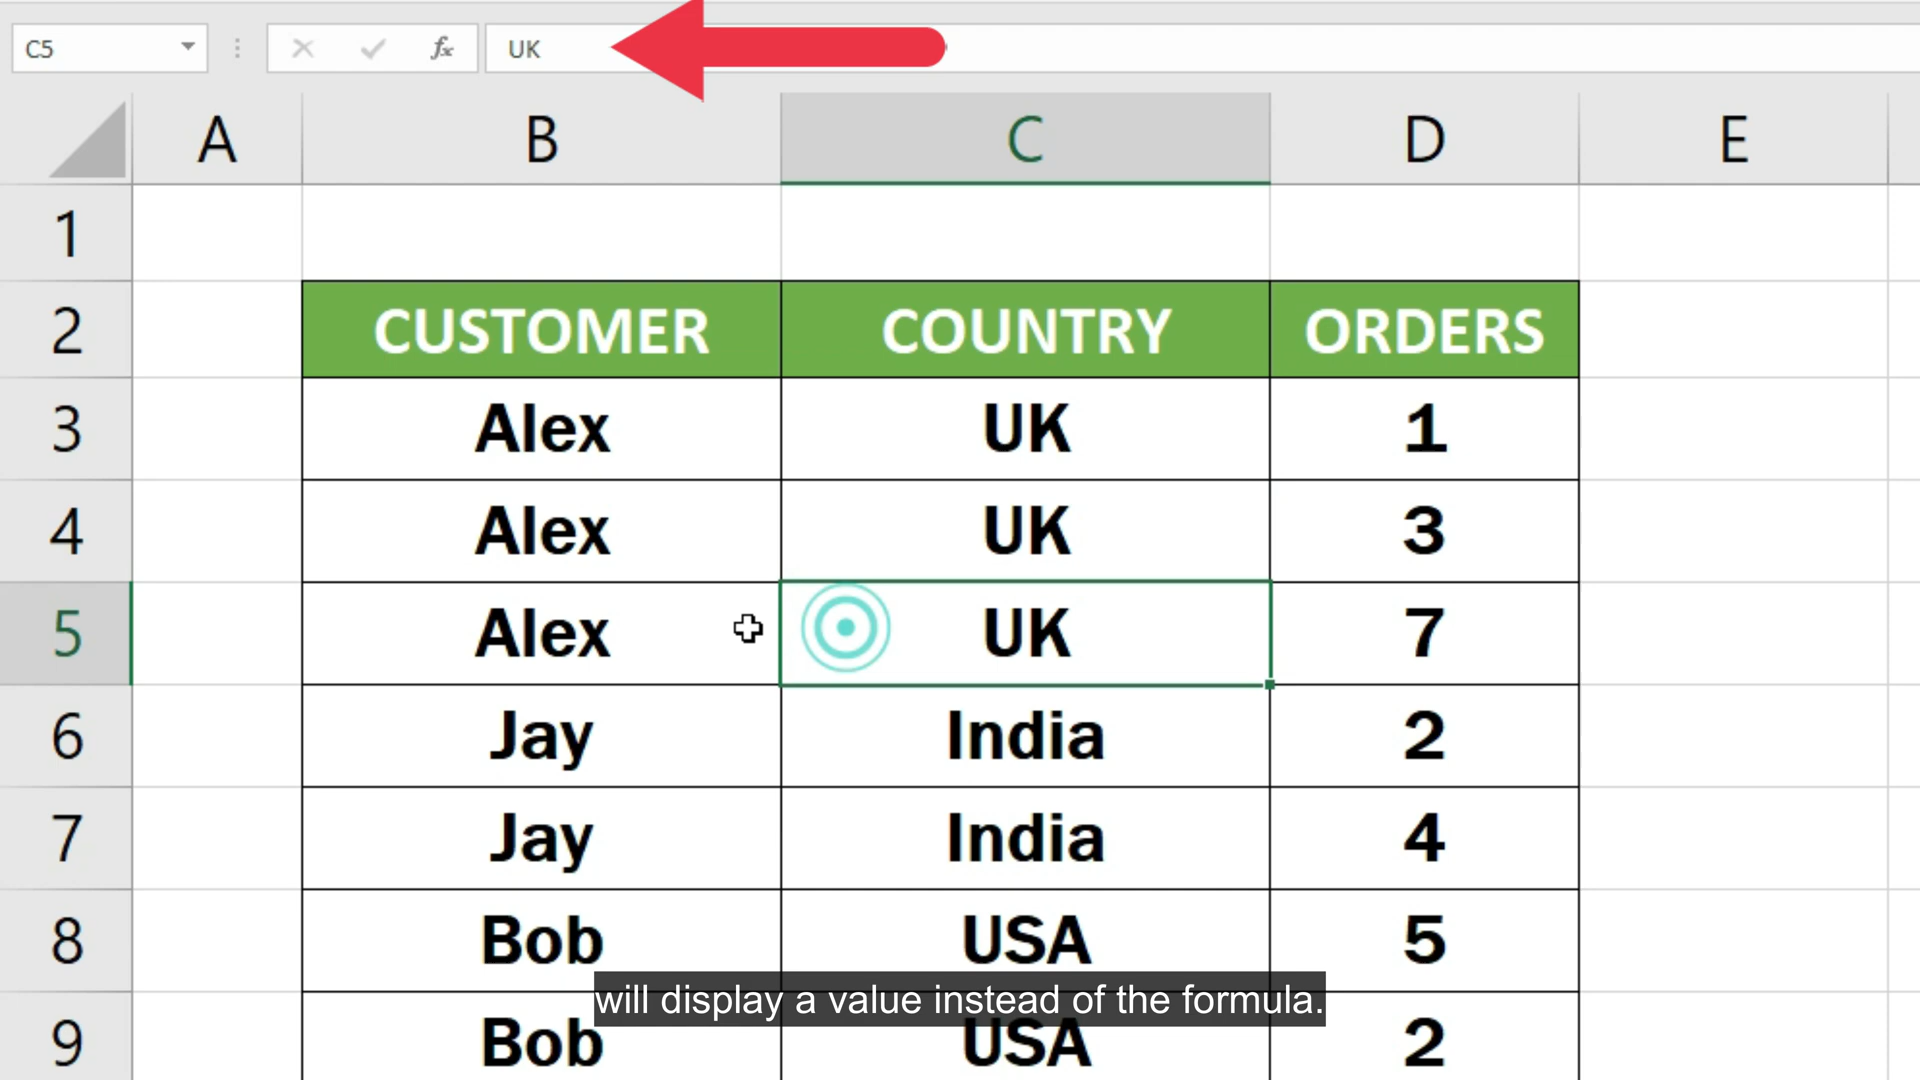 C5 fx UK
A B C D E
1
2 CUSTOMER COUNTRY ORDERS
3 Alex UK 1
4 Alex UK 3
5 Alex UK 7
6 Jay India 2
7 Jay India 4
8 Bob USA 5
will display a value instead of the formula.
9 Bob USA 2